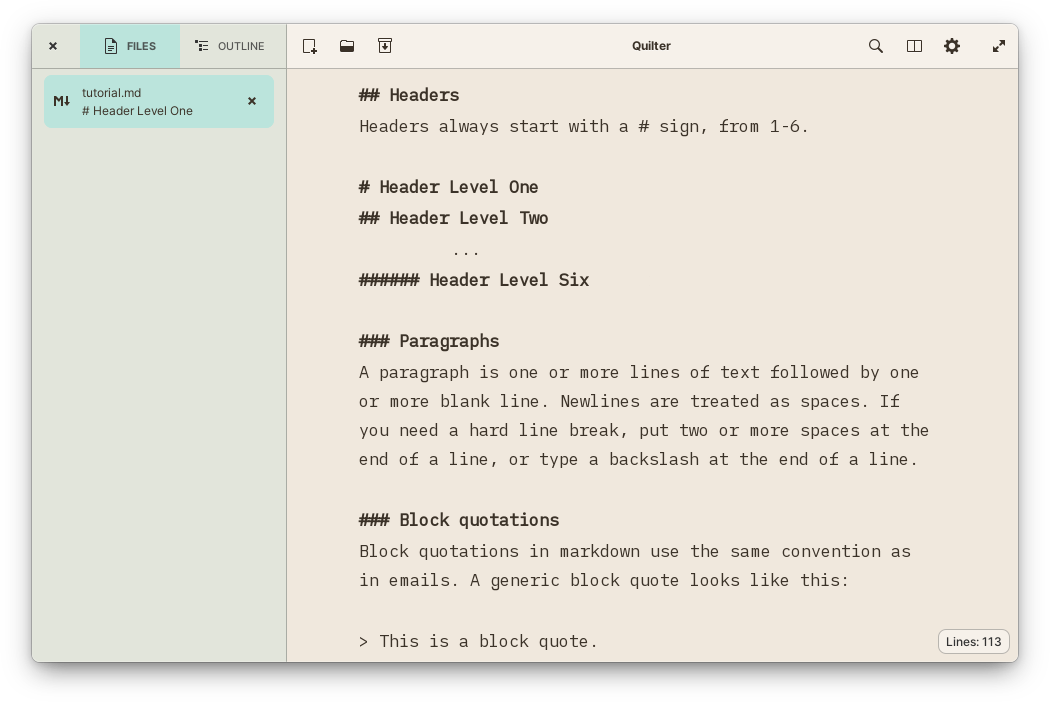 FILES
OUTLINE
Quilter
M↓
tutorial.md
# Header Level One
## Headers
Headers always start with a # sign, from 1-6.
# Header Level One
## Header Level Two
...
###### Header Level Six
### Paragraphs
A paragraph is one or more lines of text followed by one
or more blank line. Newlines are treated as spaces. If
you need a hard line break, put two or more spaces at the
end of a line, or type a backslash at the end of a line.
### Block quotations
Block quotations in markdown use the same convention as
in emails. A generic block quote looks like this:
> This is a block quote.
Lines: 113